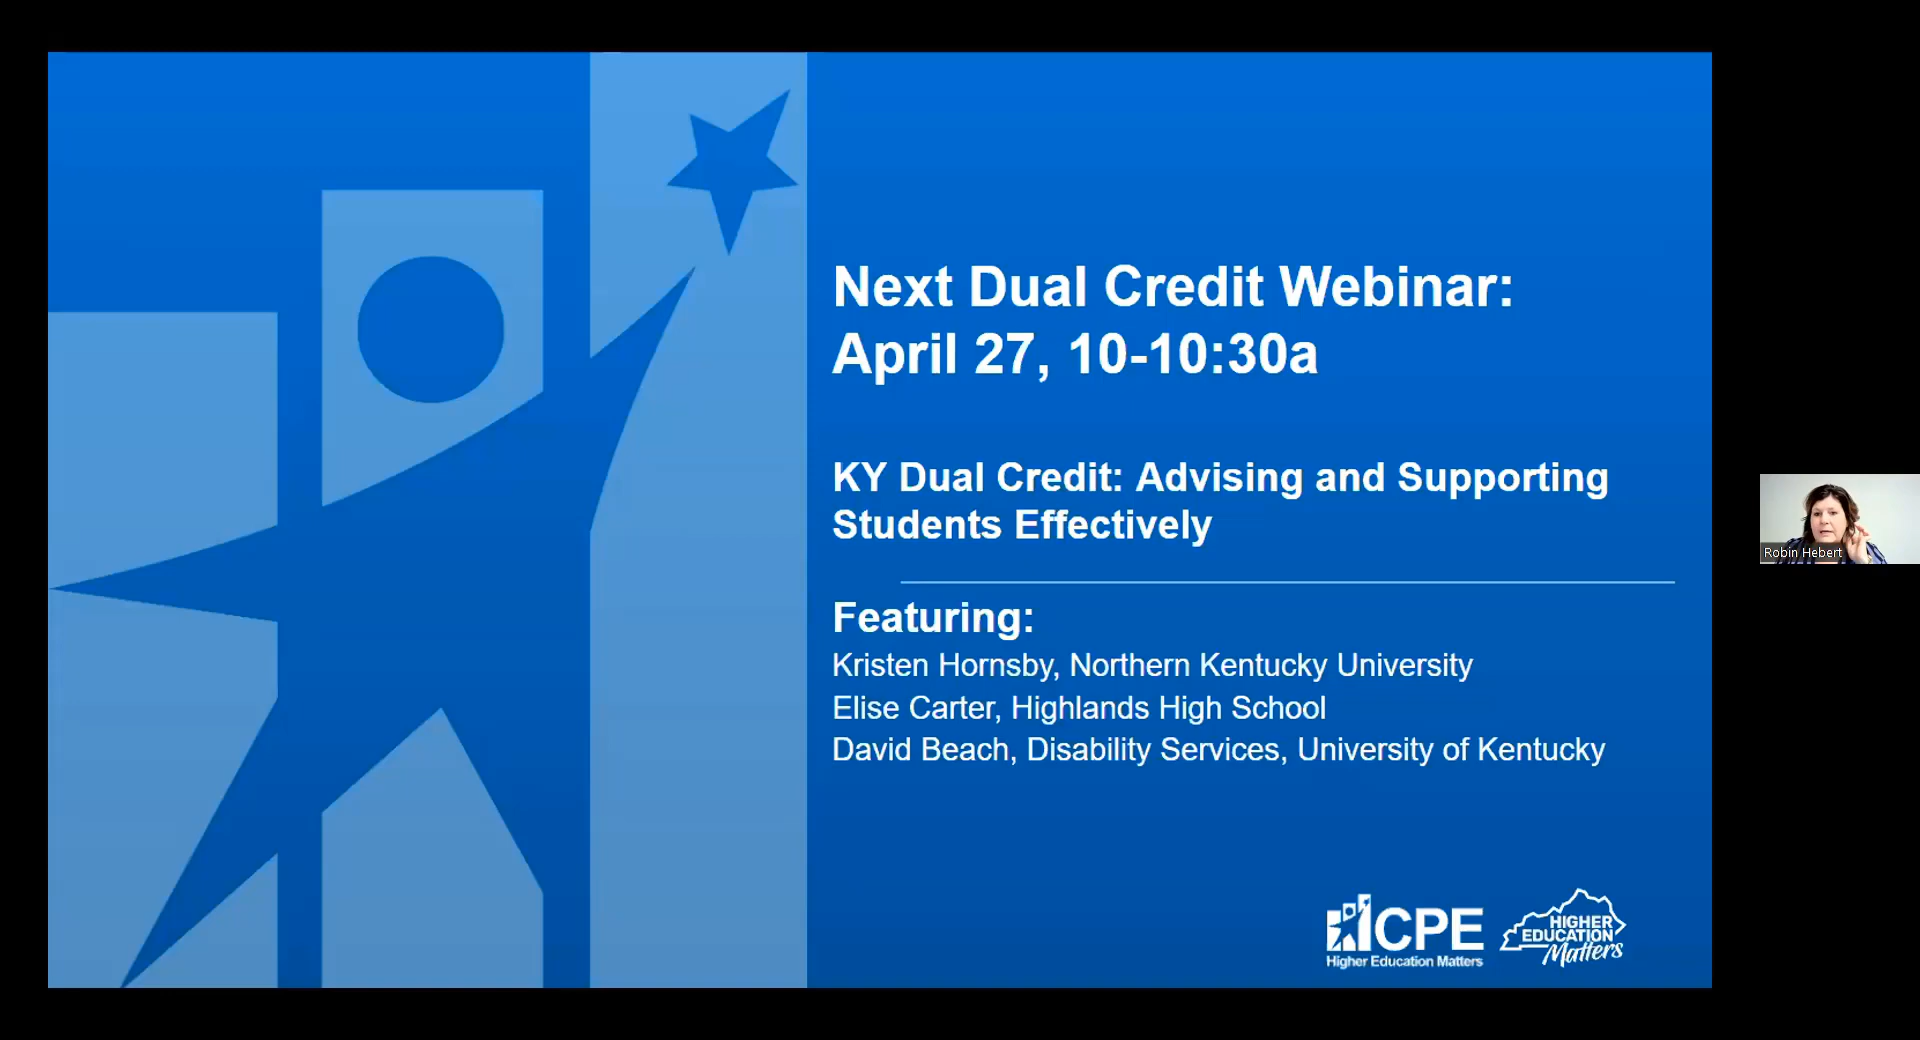 Next Dual Credit Webinar:
April 27, 10-10:30a
KY Dual Credit: Advising and Supporting
Students Effectively
Featuring:
Kristen Hornsby, Northern Kentucky University
Elise Carter, Highlands High School
David Beach, Disability Services, University of Kentucky
Robin Hebert
CPE
Higher Education Matters
HIGHER
EDUCATION
Matters